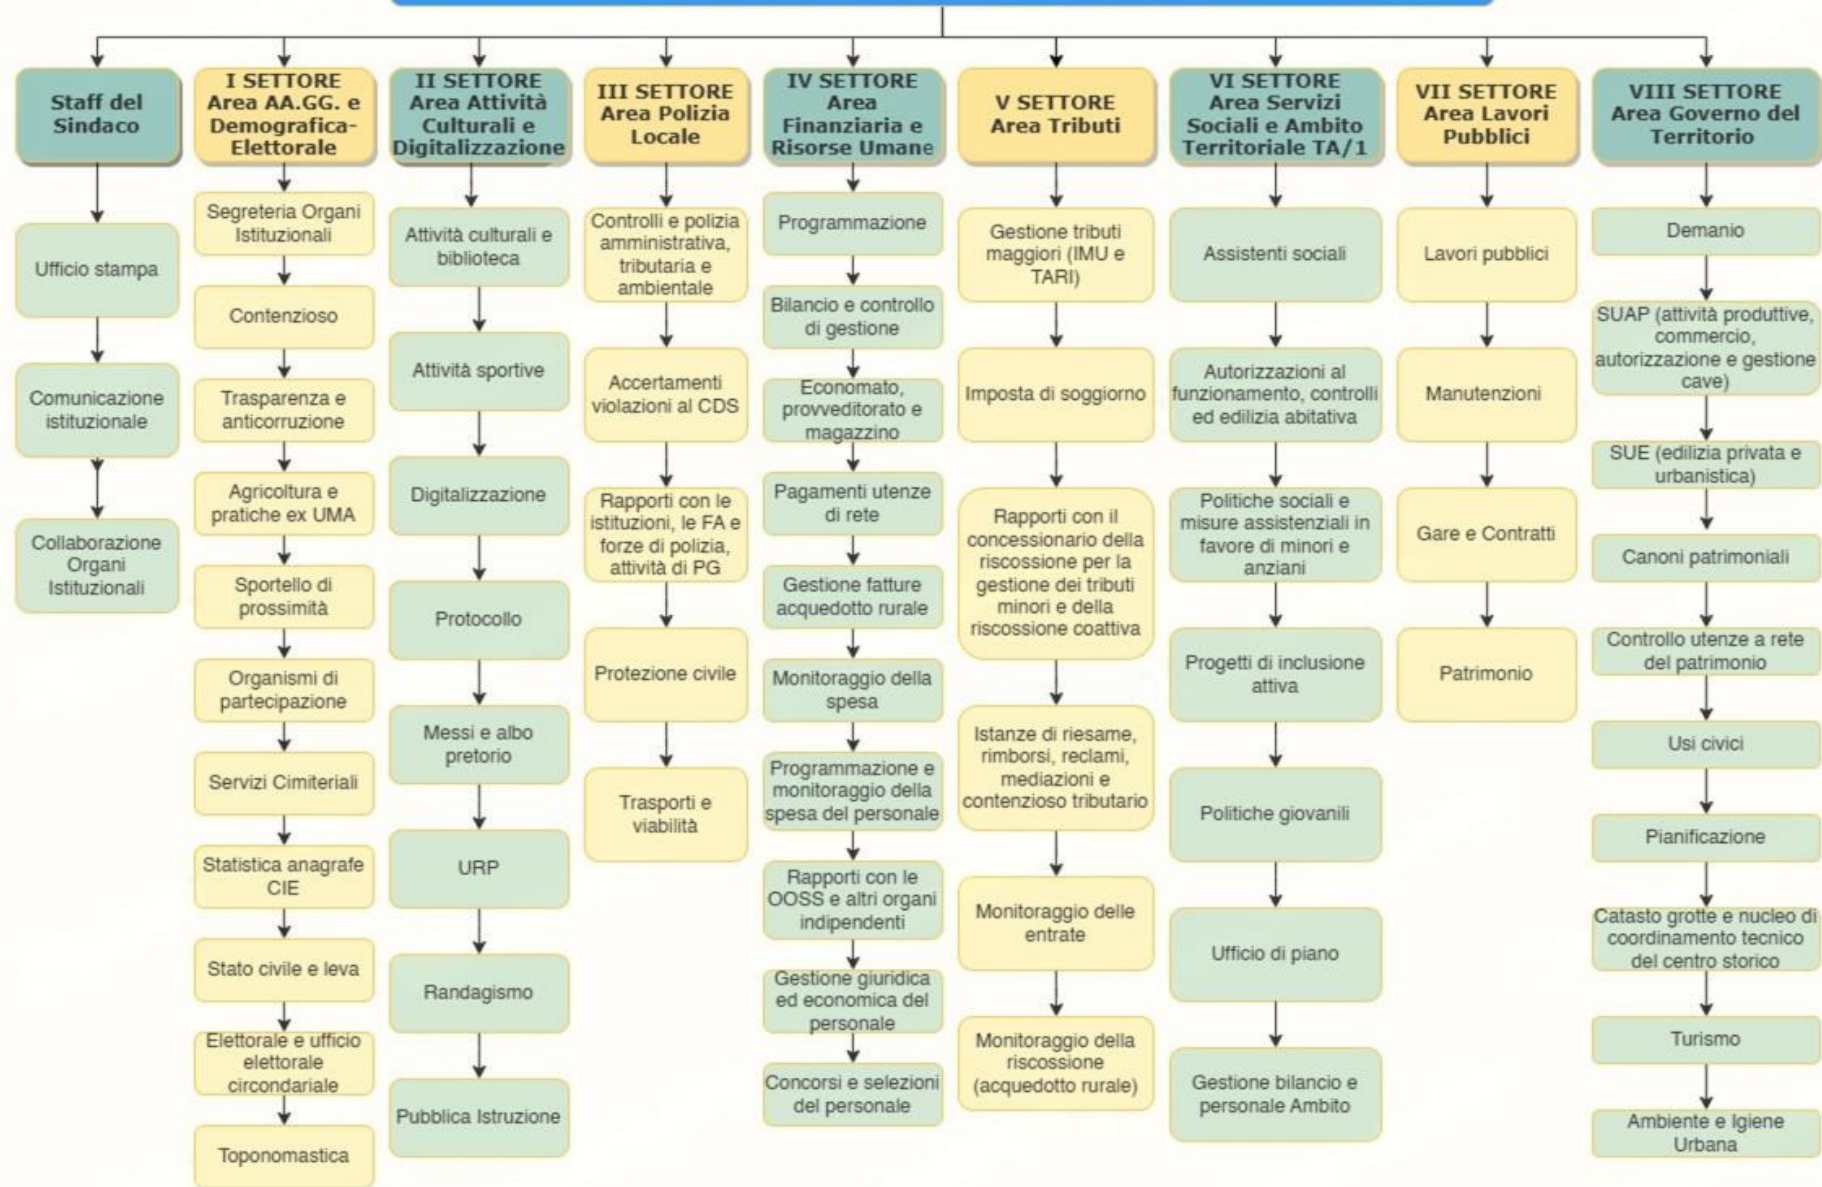 Staff del
Sindaco
Ufficio stampa
Comunicazione
istituzionale
Collaborazione
Organi
Istituzionali
I SETTORE
Area AA.GG. e
Demografica-
Elettorale
Segreteria Organi
Istituzionali
Contenzioso
Trasparenza e
anticorruzione
Agricoltura e
pratiche ex UMA
Sportello di
prossimità
Organismi di
partecipazione
Servizi Cimiteriali
Statistica anagrafe
CIE
Stato civile e leva
Elettorale e ufficio
elettorale
circondariale
Toponomastica
II SETTORE
Area Attività
Culturali e
Digitalizzazione
Attività culturali e
biblioteca
Attività sportive
Digitalizzazione
Protocollo
Messi e albo
pretorio
URP
Randagismo
Pubblica Istruzione
III SETTORE
Area Polizia
Locale
Controlli e polizia
amministrativa,
tributaria e
ambientale
Accertamenti
violazioni al CDS
Rapporti con le
istituzioni, le FA e
forze di polizia,
attività di PG
Protezione civile
Trasporti e
viabilità
IV SETTORE
Area
Finanziaria e
Risorse Umane
Programmazione
Bilancio e controllo
di gestione
Economato,
provveditorato e
magazzino
Pagamenti utenze
di rete
Gestione fatture
acquedotto rurale
Monitoraggio della
spesa
Programmazione e
monitoraggio della
spesa del personale
Rapporti con le
OOSS e altri organi
indipendenti
Gestione giuridica
ed economica del
personale
Concorsi e selezioni
del personale
V SETTORE
Area Tributi
Gestione tributi
maggiori (IMU e
TARI)
Imposta di soggiorno
Rapporti con il
concessionario della
riscossione per la
gestione dei tributi
minori e della
riscossione coattiva
Istanze di riesame,
rimborsi, reclami,
mediazioni e
contenzioso tributario
Monitoraggio delle
entrate
Monitoraggio della
riscossione
(acquedotto rurale)
VI SETTORE
Area Servizi
Sociali e Ambito
Territoriale TA/1
Assistenti sociali
Autorizzazioni al
funzionamento, controlli
ed edilizia abitativa
Politiche sociali e
misure assistenziali in
favore di minori e
anziani
Progetti di inclusione
attiva
Politiche giovanili
Ufficio di piano
Gestione bilancio e
personale Ambito
VII SETTORE
Area Lavori
Pubblici
Lavori pubblici
Manutenzioni
Gare e Contratti
Patrimonio
VIII SETTORE
Area Governo del
Territorio
Demanio
SUAP (attività produttive,
commercio,
autorizzazione e gestione
cave)
SUE (edilizia privata e
urbanistica)
Canoni patrimoniali
Controllo utenze a rete
del patrimonio
Usi civici
Pianificazione
Catasto grotte e nucleo di
coordinamento tecnico
del centro storico
Turismo
Ambiente e Igiene
Urbana